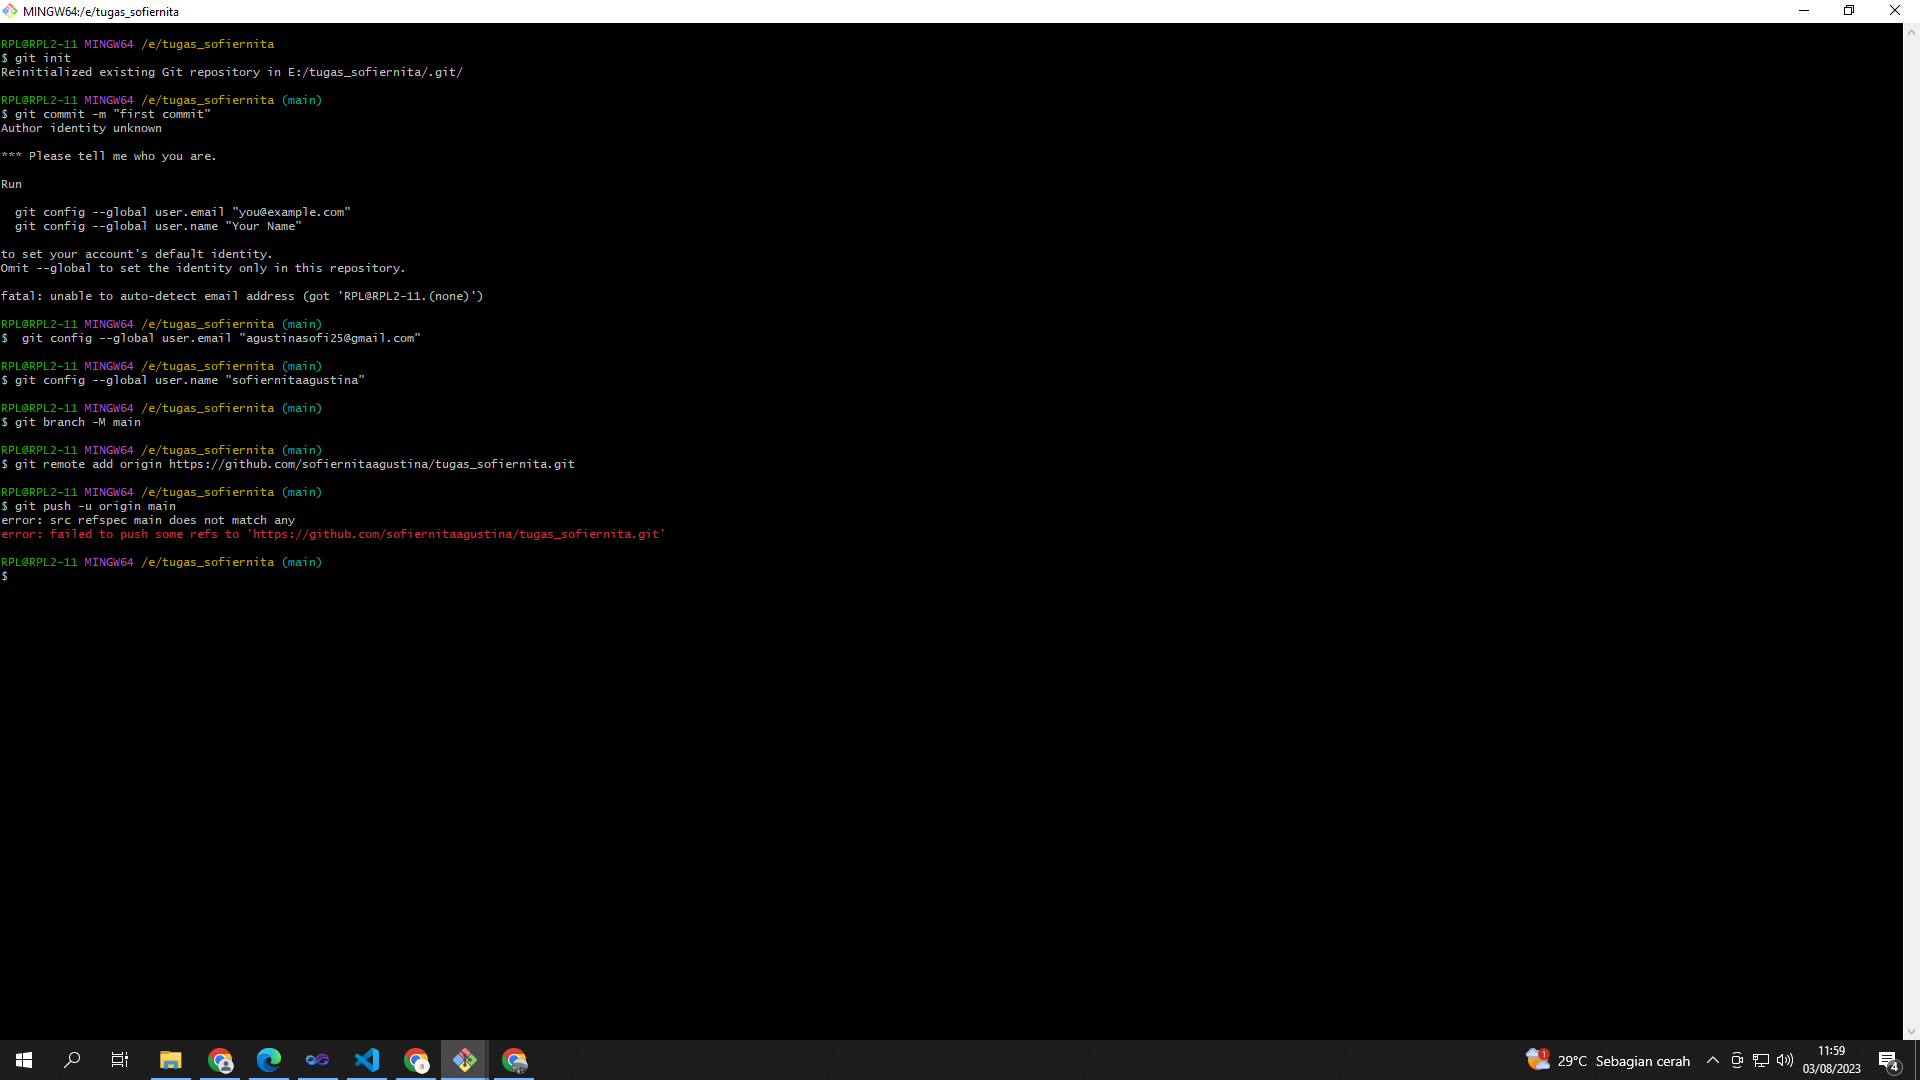 MINGW64:/e/tugas_sofiernita
RPL@RPL2-11 MINGW64 /e/tugas_sofiernita
$ git init
Reinitialized existing Git repository in E:/tugas_sofiernita/.git/
RPL@RPL2-11 MINGW64 /e/tugas_sofiernita (main)
$ git commit -m "first commit"
Author identity unknown
*** Please tell me who you are.
Run
git config --global user.email "you@example.com"
git config --global user.name "Your Name"
to set your account's default identity.
Omit --global to set the identity only in this repository.
fatal: unable to auto-detect email address (got 'RPL@RPL2-11.(none)')
RPL@RPL2-11 MINGW64 /e/tugas_sofiernita (main)
$  git config --global user.email "agustinasofi25@gmail.com"
RPL@RPL2-11 MINGW64 /e/tugas_sofiernita (main)
$ git config --global user.name "sofiernitaagustina"
RPL@RPL2-11 MINGW64 /e/tugas_sofiernita (main)
$ git branch -M main
RPL@RPL2-11 MINGW64 /e/tugas_sofiernita (main)
$ git remote add origin https://github.com/sofiernitaagustina/tugas_sofiernita.git
RPL@RPL2-11 MINGW64 /e/tugas_sofiernita (main)
$ git push -u origin main
error: src refspec main does not match any
error: failed to push some refs to 'https://github.com/sofiernitaagustina/tugas_sofiernita.git'
RPL@RPL2-11 MINGW64 /e/tugas_sofiernita (main)
$
1
29°C Sebagian cerah
11:59
03/08/2023
4